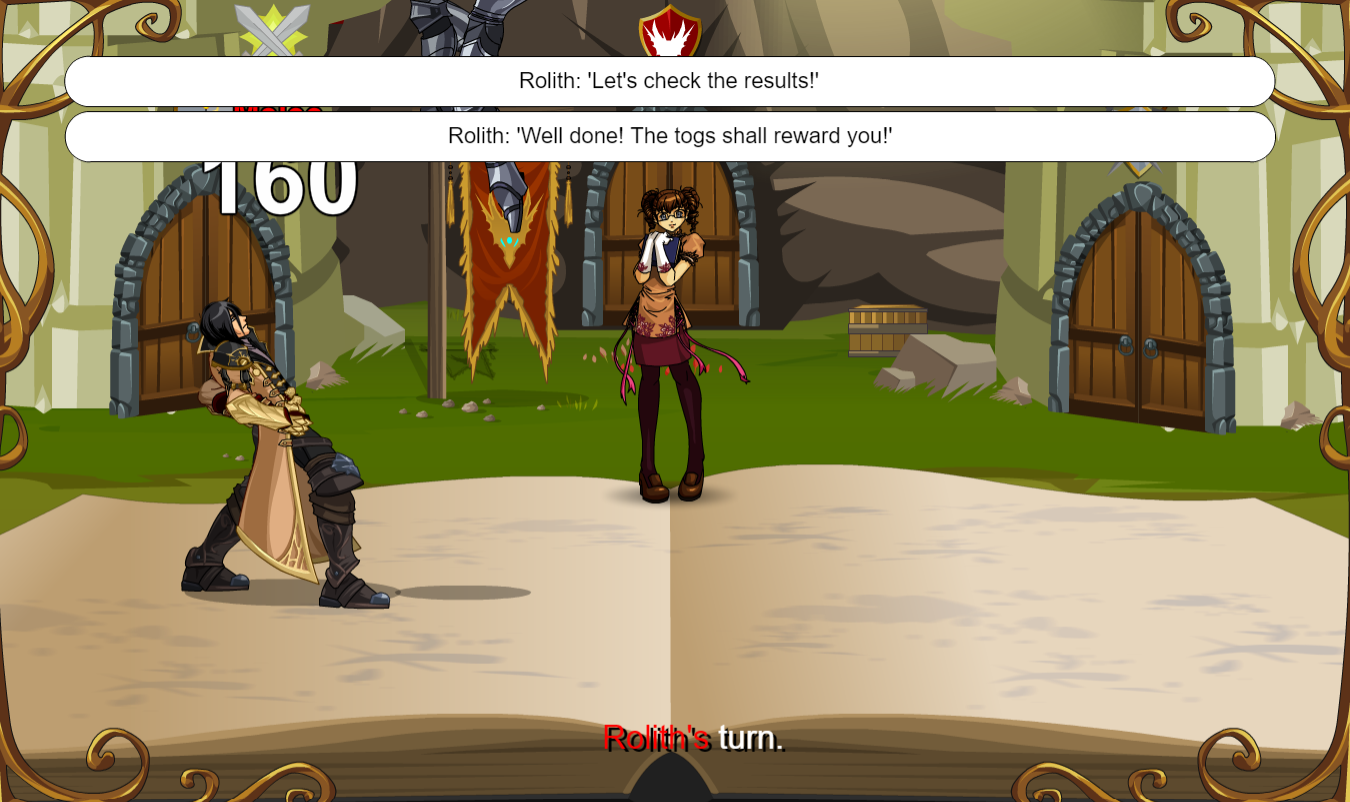 Rolith: 'Let's check the results!'
Rolith: 'Well done! The togs shall reward you!'
160
Rolith's turn.